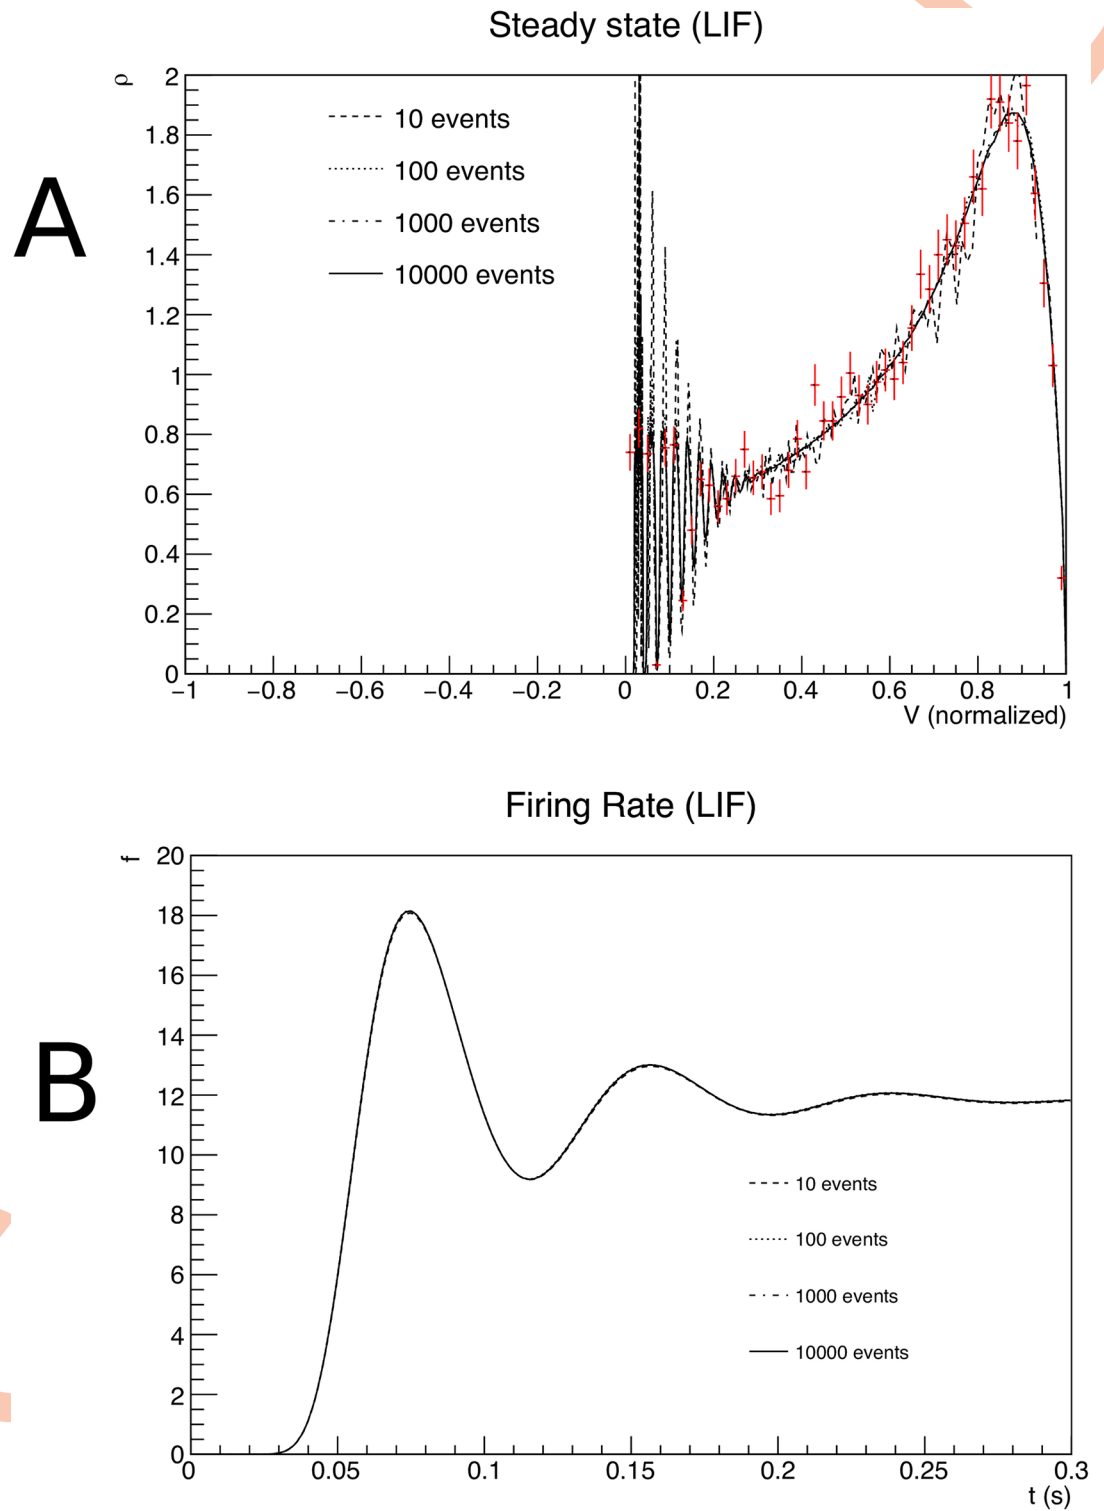 Steady state (LIF)
ρ
A
2
1.8
1.6
1.4
1.2
1
0.8
0.6
0.4
0.2
0
10 events
100 events
1000 events
10000 events
−1 −0.8 −0.6 −0.4 −0.2 0 0.2 0.4 0.6 0.8 1
V (normalized)
Firing Rate (LIF)
f
B
20
18
16
14
12
10
8
6
4
2
0
10 events
100 events
1000 events
10000 events
0 0.05 0.1 0.15 0.2 0.25 0.3
t (s)